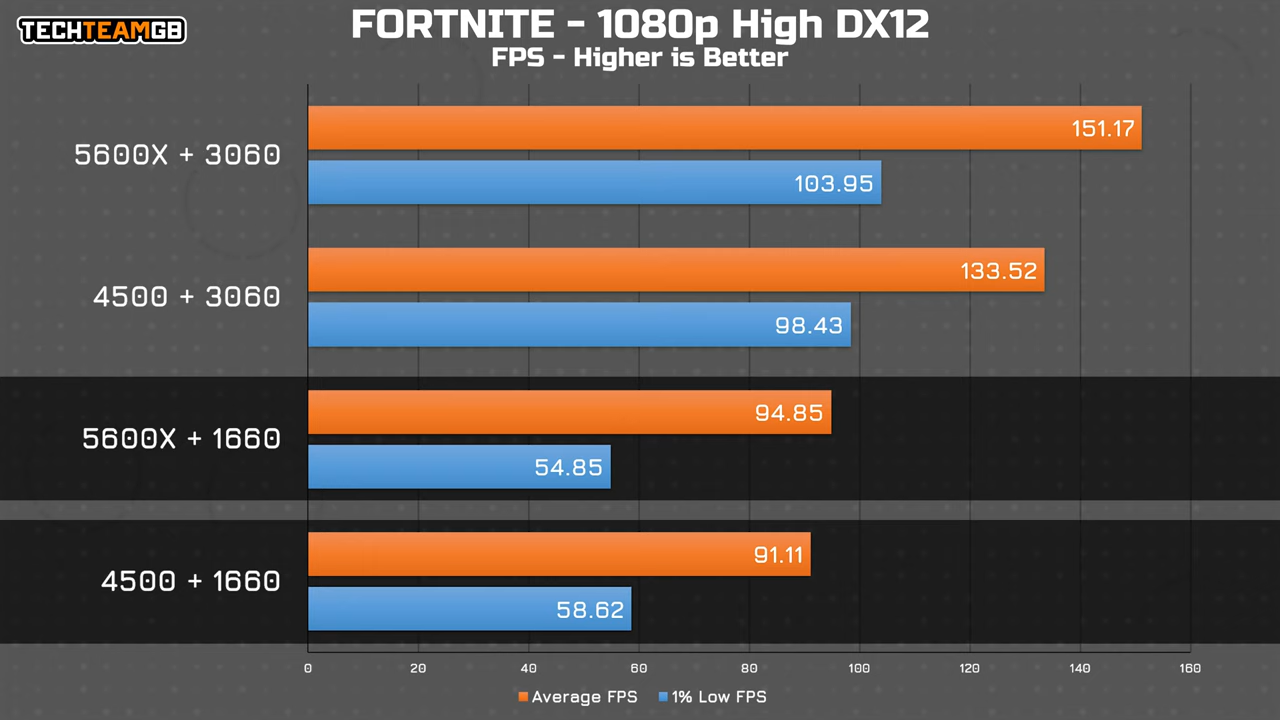 TECHTEAMGB
FORTNITE - 1080p High DX12
FPS - Higher is Better
5600X + 3060
151.17
103.95
4500 + 3060
133.52
98.43
5600X + 1660
94.85
54.85
4500 + 1660
91.11
58.62
0 20 40 60 80 100 120 140 160
Average FPS 1% Low FPS